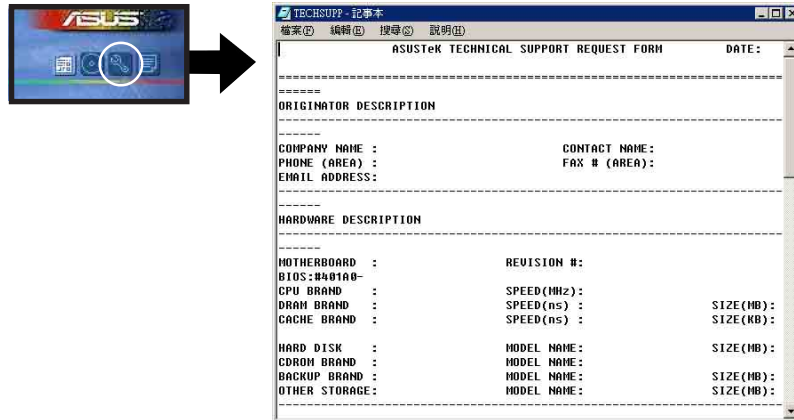 ASUS
TECHSUPP - 記事本
檔案(F) 編輯(E) 搜尋(S) 說明(H)
ASUSTeK TECHNICAL SUPPORT REQUEST FORM DATE:
================================================================================
======
ORIGINATOR DESCRIPTION
--------------------------------------------------------------------------------
------
COMPANY NAME : CONTACT NAME:
PHONE (AREA) : FAX # (AREA):
EMAIL ADDRESS:
--------------------------------------------------------------------------------
------
HARDWARE DESCRIPTION
--------------------------------------------------------------------------------
------
MOTHERBOARD : REVISION #:
BIOS:#401A0-
CPU BRAND : SPEED(MHz):
DRAM BRAND : SPEED(ns) : SIZE(MB):
CACHE BRAND : SPEED(ns) : SIZE(KB):
HARD DISK : MODEL NAME: SIZE(MB):
CDROM BRAND : MODEL NAME:
BACKUP BRAND : MODEL NAME: SIZE(MB):
OTHER STORAGE: MODEL NAME: SIZE(MB):
--------------------------------------------------------------------------------